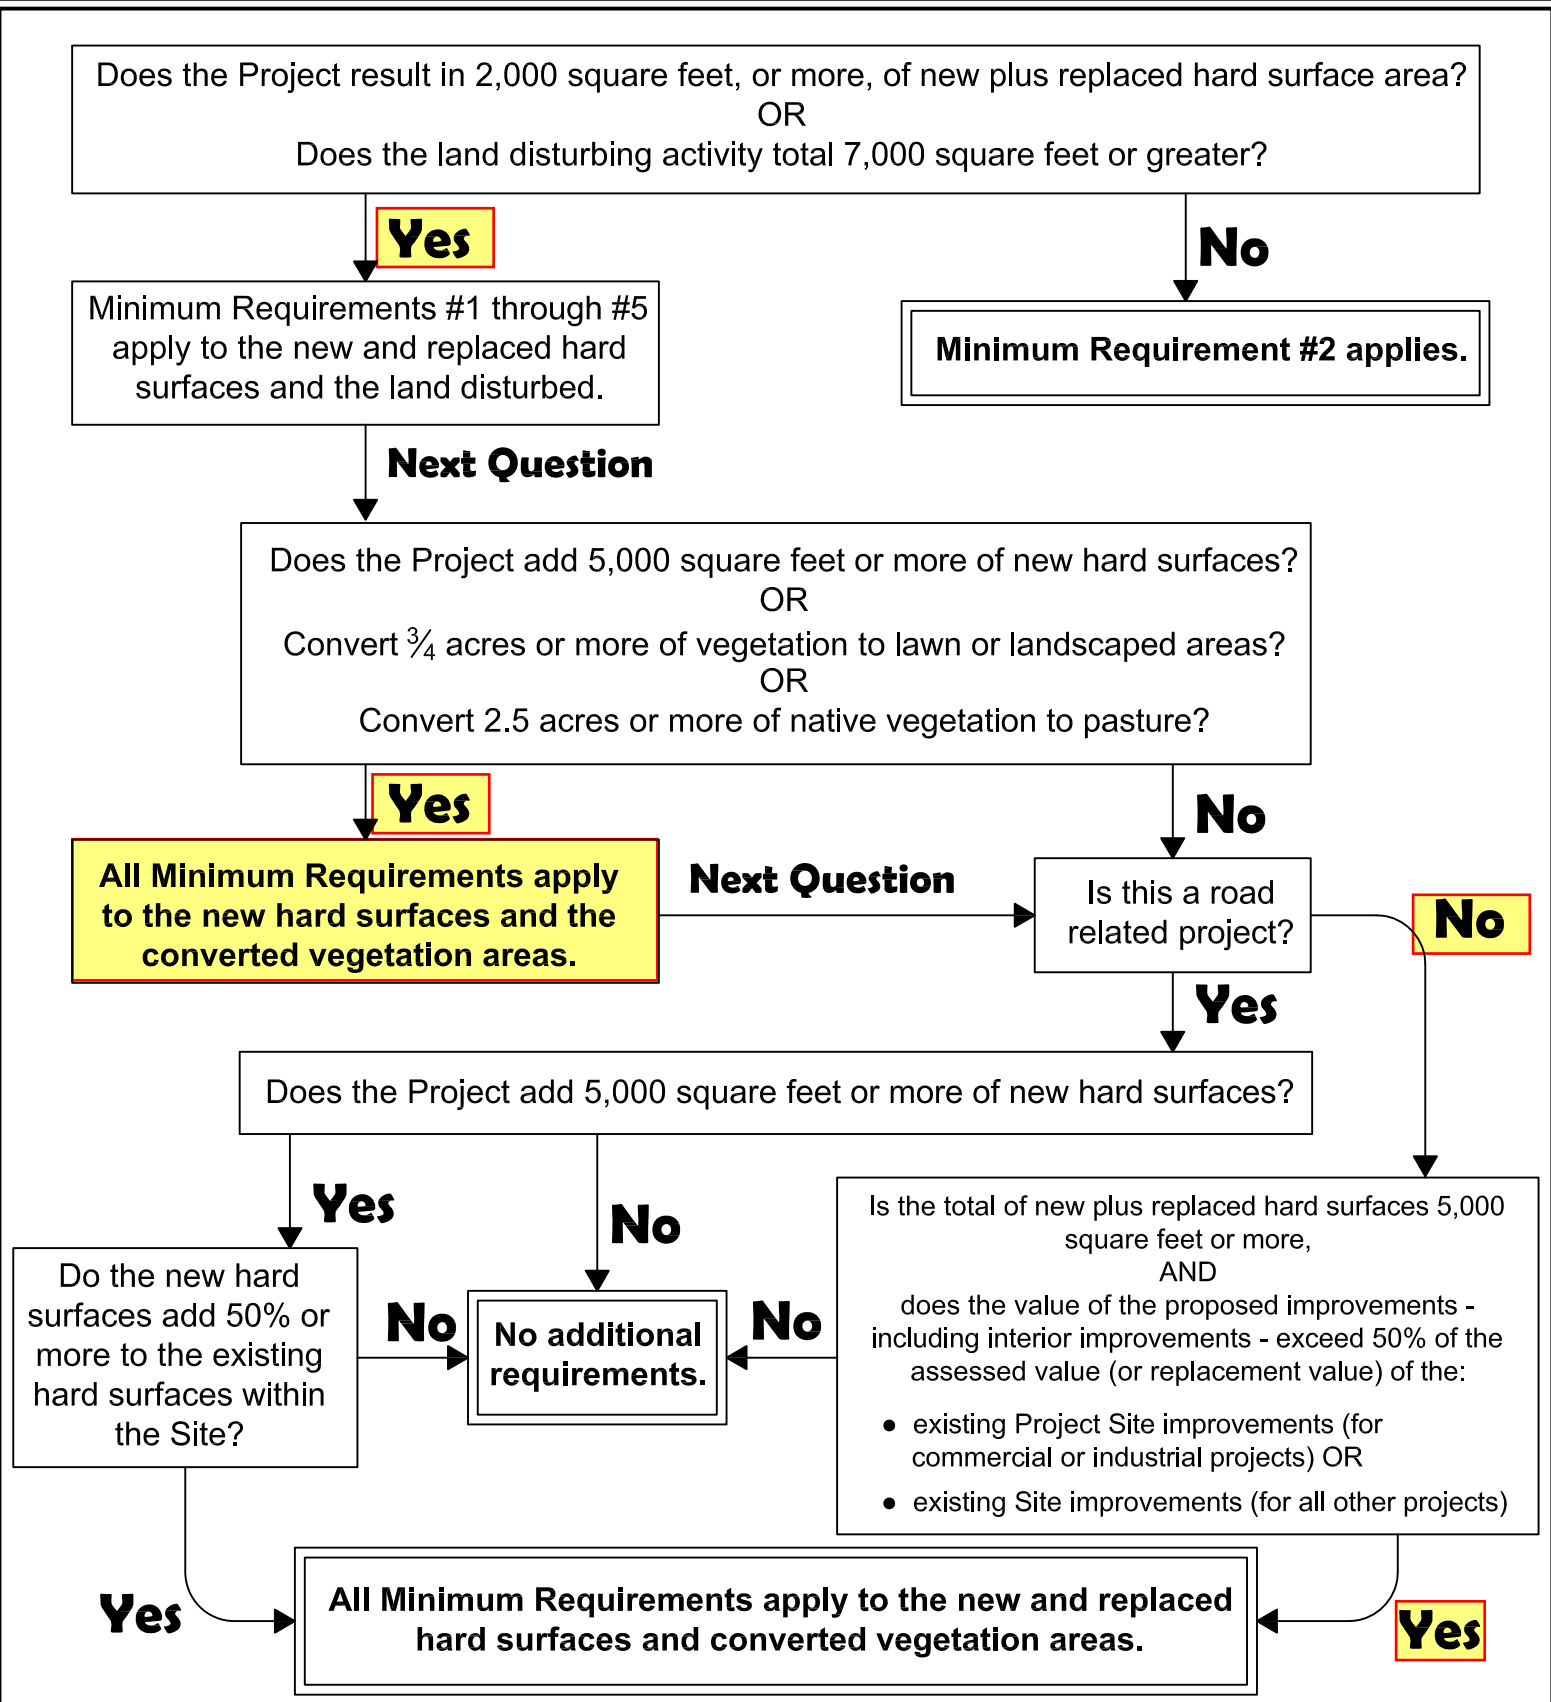 Does the Project result in 2,000 square feet, or more, of new plus replaced hard surface area?
OR
Does the land disturbing activity total 7,000 square feet or greater?
Yes
No
Minimum Requirements #1 through #5
apply to the new and replaced hard
surfaces and the land disturbed.
Minimum Requirement #2 applies.
Next Question
Does the Project add 5,000 square feet or more of new hard surfaces?
OR
Convert ¾ acres or more of vegetation to lawn or landscaped areas?
OR
Convert 2.5 acres or more of native vegetation to pasture?
Yes
No
All Minimum Requirements apply
to the new hard surfaces and the
converted vegetation areas.
Next Question
Is this a road
related project?
No
Yes
Does the Project add 5,000 square feet or more of new hard surfaces?
Yes
No
Is the total of new plus replaced hard surfaces 5,000
square feet or more,
AND
does the value of the proposed improvements -
including interior improvements - exceed 50% of the
assessed value (or replacement value) of the:
● existing Project Site improvements (for
commercial or industrial projects) OR
● existing Site improvements (for all other projects)
Do the new hard
surfaces add 50% or
more to the existing
hard surfaces within
the Site?
No
No additional
requirements.
No
Yes
All Minimum Requirements apply to the new and replaced
hard surfaces and converted vegetation areas.
Yes